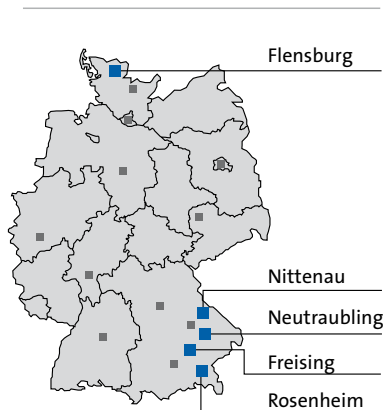 Flensburg
Nittenau
Neutraubling
Freising
Rosenheim